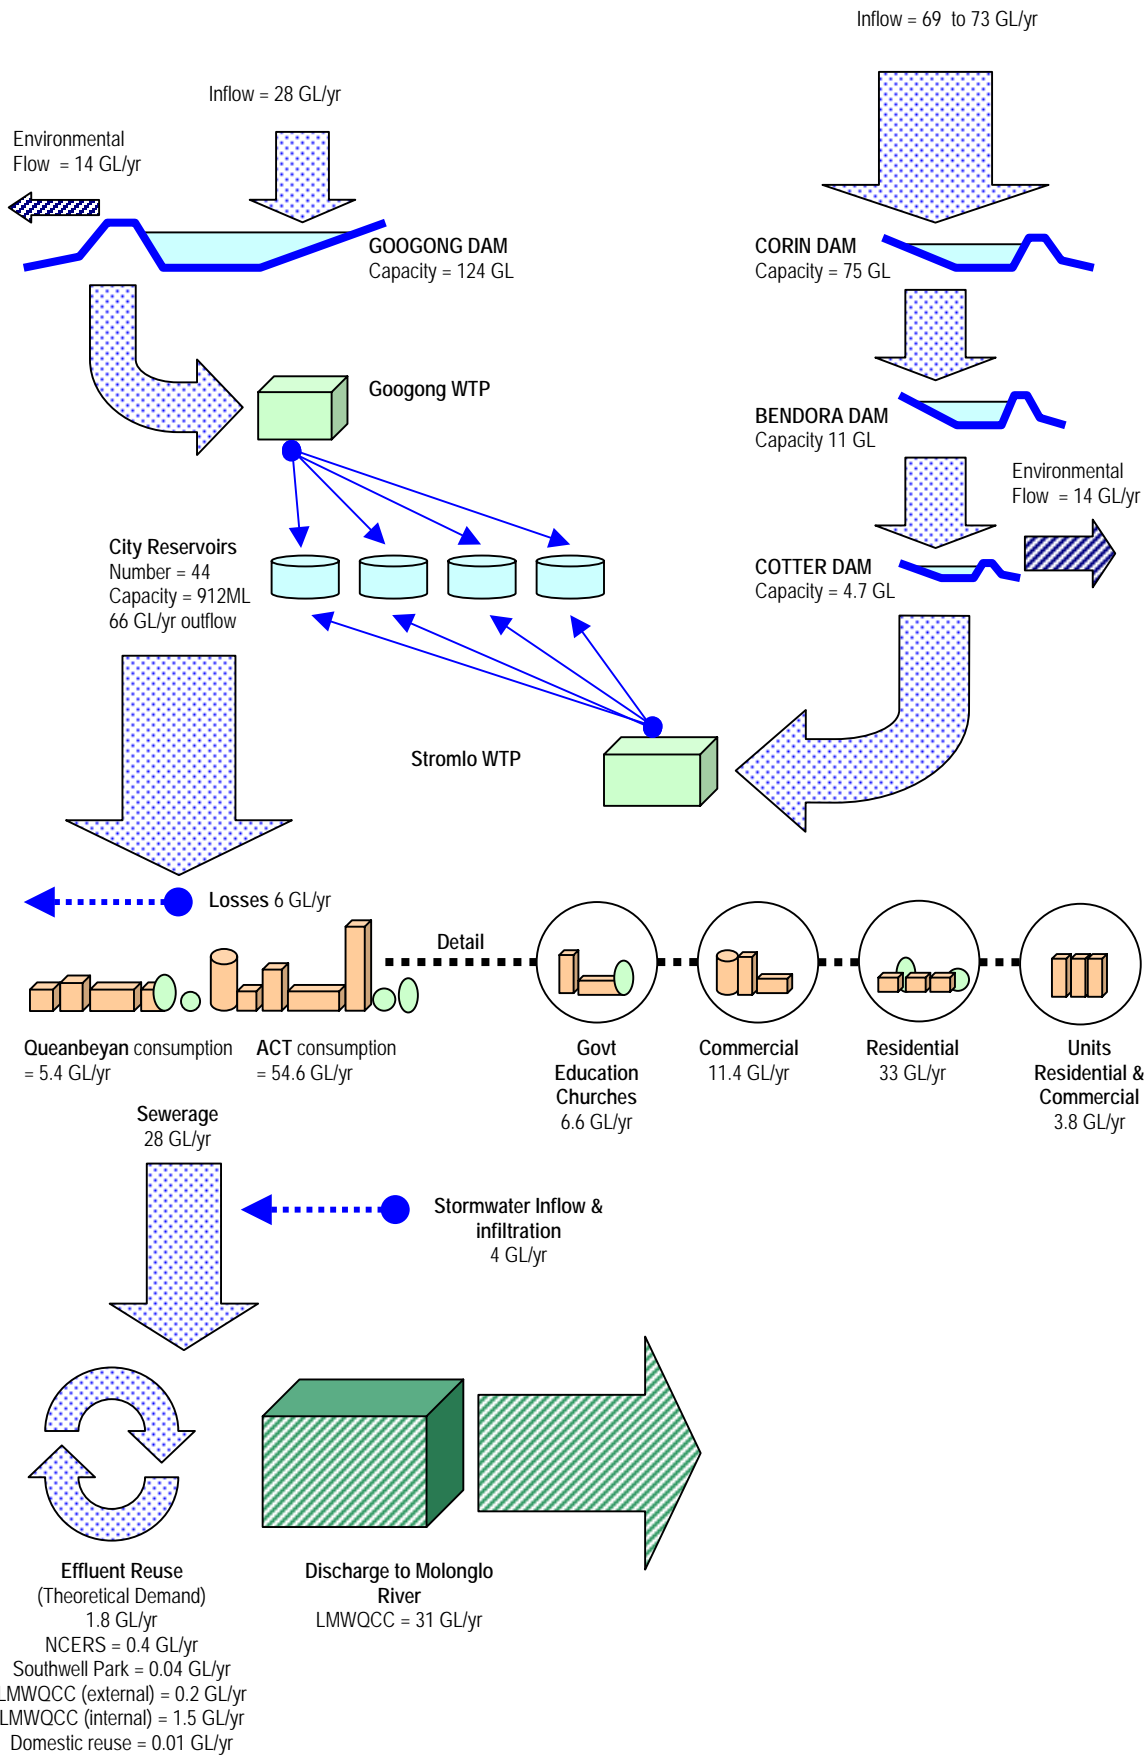 Inflow = 69 to 73 GL/yr
Inflow = 28 GL/yr
Environmental
Flow = 14 GL/yr
GOOGONG DAM
Capacity = 124 GL
CORIN DAM
Capacity = 75 GL
Googong WTP
BENDORA DAM
Capacity 11 GL
Environmental
Flow = 14 GL/yr
City Reservoirs
Number = 44
Capacity = 912ML
66 GL/yr outflow
COTTER DAM
Capacity = 4.7 GL
Stromlo WTP
Losses 6 GL/yr
Detail
Queanbeyan consumption
= 5.4 GL/yr
ACT consumption
= 54.6 GL/yr
Govt
Education
Churches
6.6 GL/yr
Commercial
11.4 GL/yr
Residential
33 GL/yr
Units
Residential &
Commercial
3.8 GL/yr
Sewerage
28 GL/yr
Stormwater Inflow &
infiltration
4 GL/yr
Effluent Reuse
(Theoretical Demand)
1.8 GL/yr
NCERS = 0.4 GL/yr
Southwell Park = 0.04 GL/yr
LMWQCC (external) = 0.2 GL/yr
LMWQCC (internal) = 1.5 GL/yr
Domestic reuse = 0.01 GL/yr
Discharge to Molonglo
River
LMWQCC = 31 GL/yr